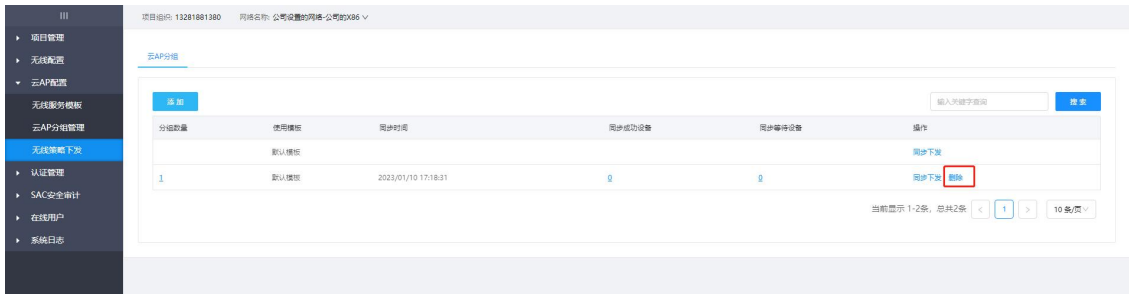 项目组织: 13281881380 网络名称: 公司设置的网络-公司的X86
项目管理
无线配置
云AP配置
无线服务模板
云AP分组管理
无线策略下发
认证管理
SAC安全审计
在线用户
系统日志
云AP分组
添加 输入关键字查询 搜索
分组数量 使用模板 同步时间 同步成功设备 同步等待设备 操作
默认模板 同步下发
1 默认模板 2023/01/10 17:18:31 0 0 同步下发 删除
当前显示 1-2条, 总共2条 < 1 > 10 条/页